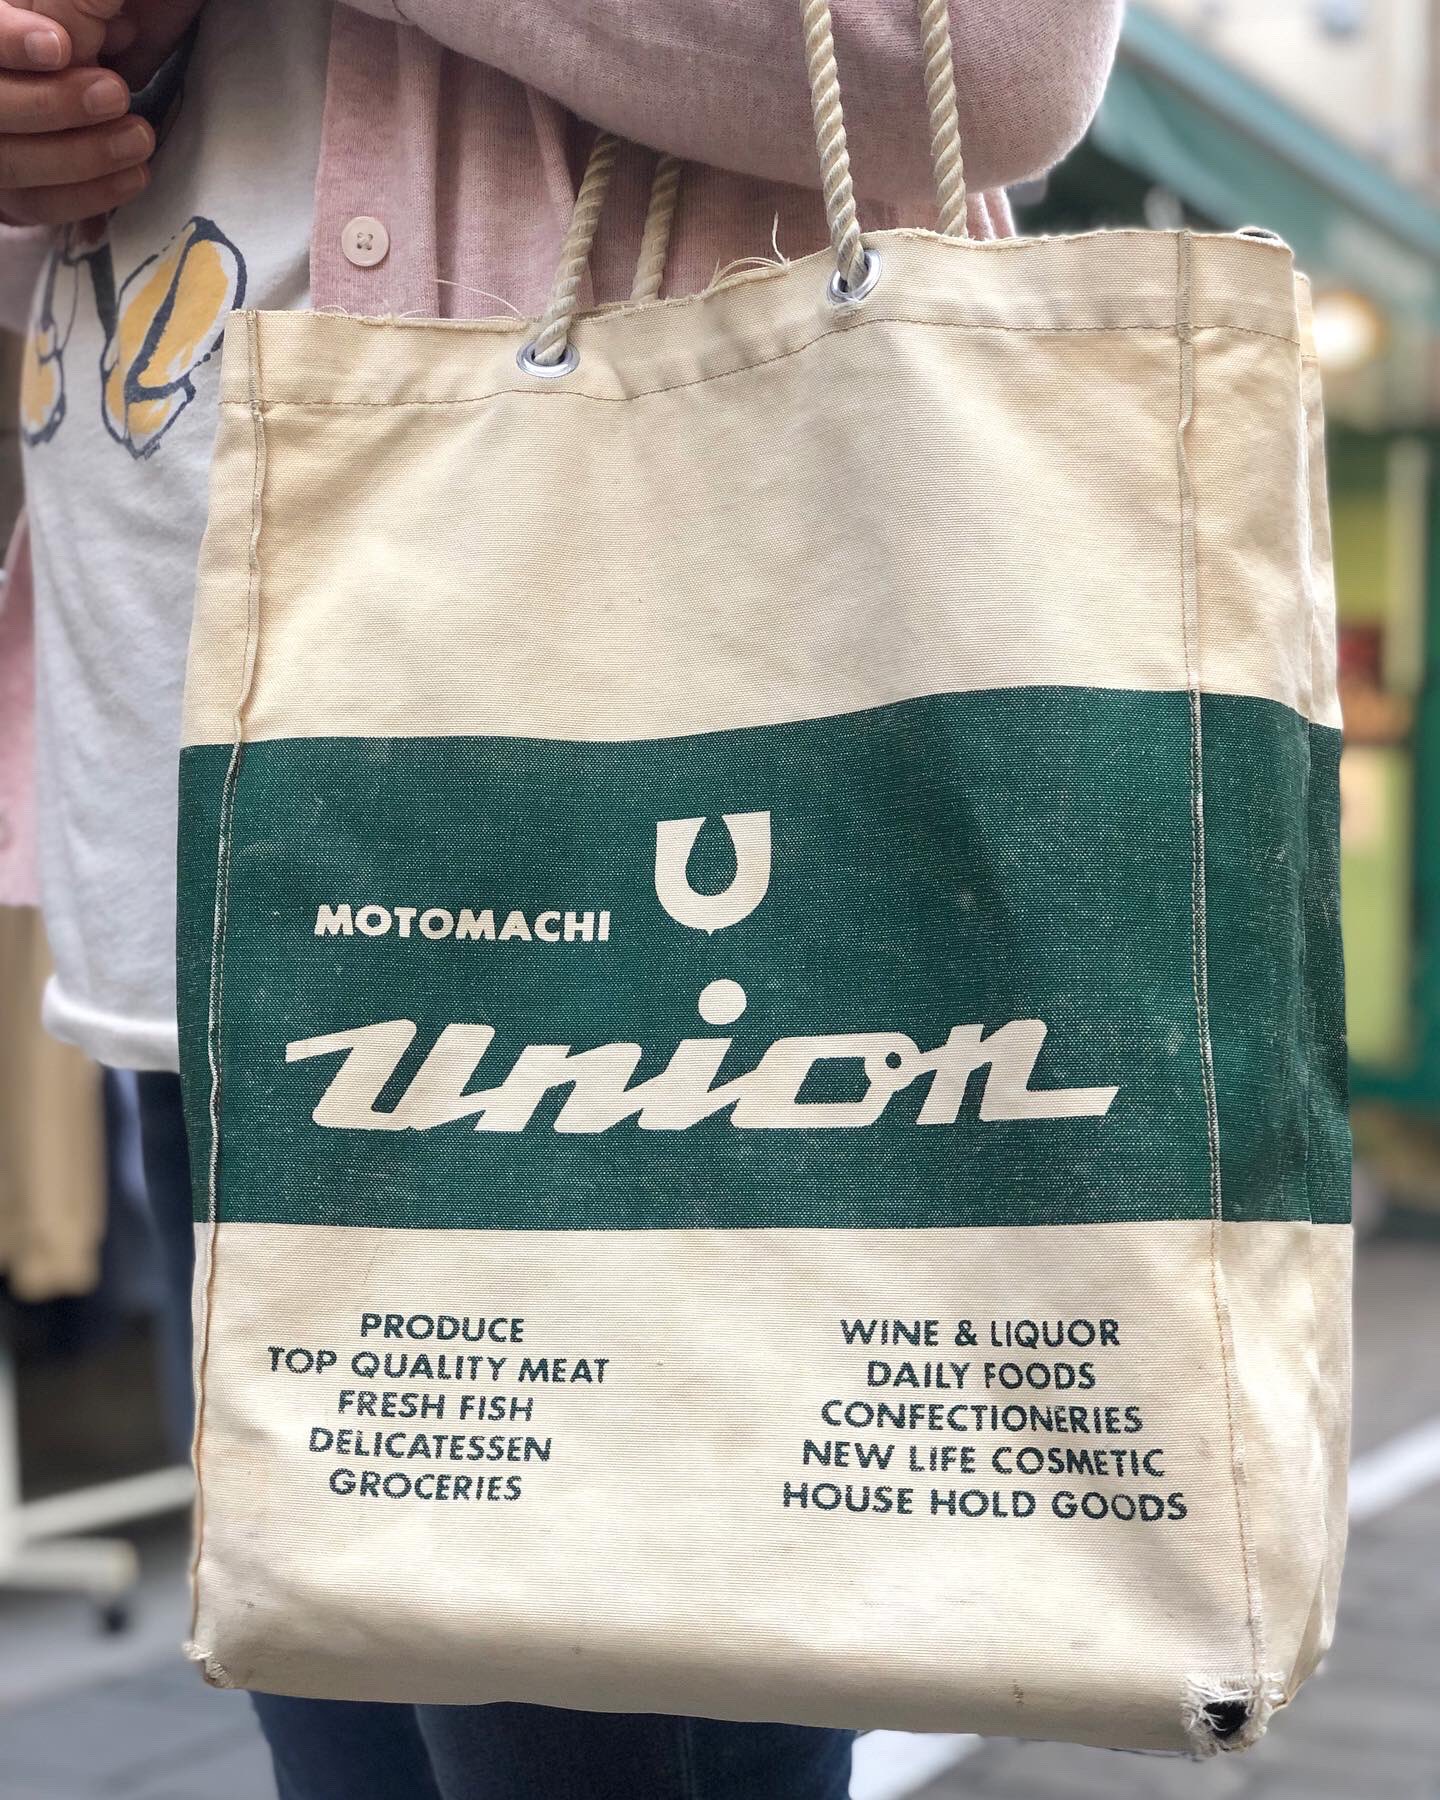 MOTOMACHI
union
PRODUCE
TOP QUALITY MEAT
FRESH FISH
DELICATESSEN
GROCERIES
WINE & LIQUOR
DAILY FOODS
CONFECTIONERIES
NEW LIFE COSMETIC
HOUSE HOLD GOODS